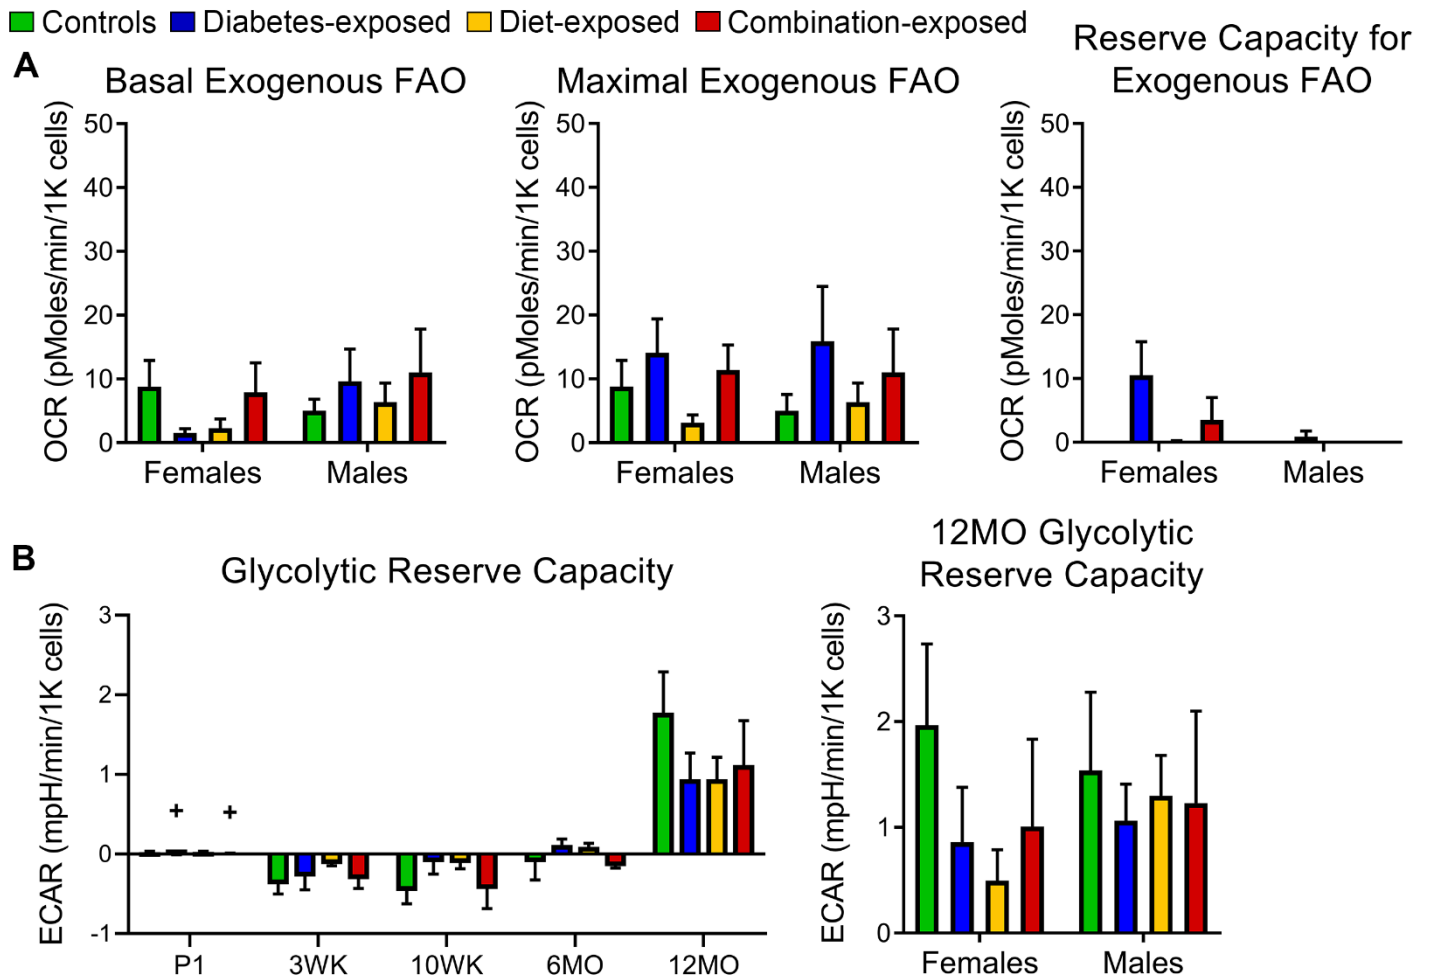 Controls Diabetes-exposed Diet-exposed Combination-exposed
A
Basal Exogenous FAO
OCR (pMoles/min/1K cells)
50
40
30
20
10
0
Females Males
Maximal Exogenous FAO
OCR (pMoles/min/1K cells)
50
40
30
20
10
0
Females Males
Reserve Capacity for
Exogenous FAO
OCR (pMoles/min/1K cells)
50
40
30
20
10
0
Females Males
B
Glycolytic Reserve Capacity
ECAR (mpH/min/1K cells)
3
2
1
0
-1
+ +
P1 3WK 10WK 6MO 12MO
12MO Glycolytic
Reserve Capacity
ECAR (mpH/min/1K cells)
3
2
1
0
Females Males